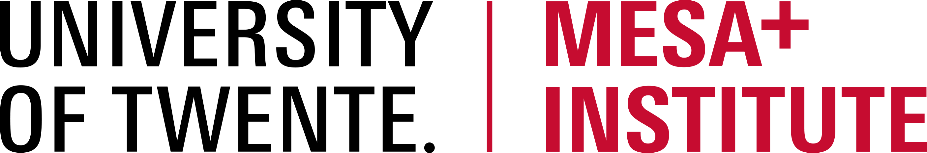 UNIVERSITY
OF TWENTE.
MESA+
INSTITUTE